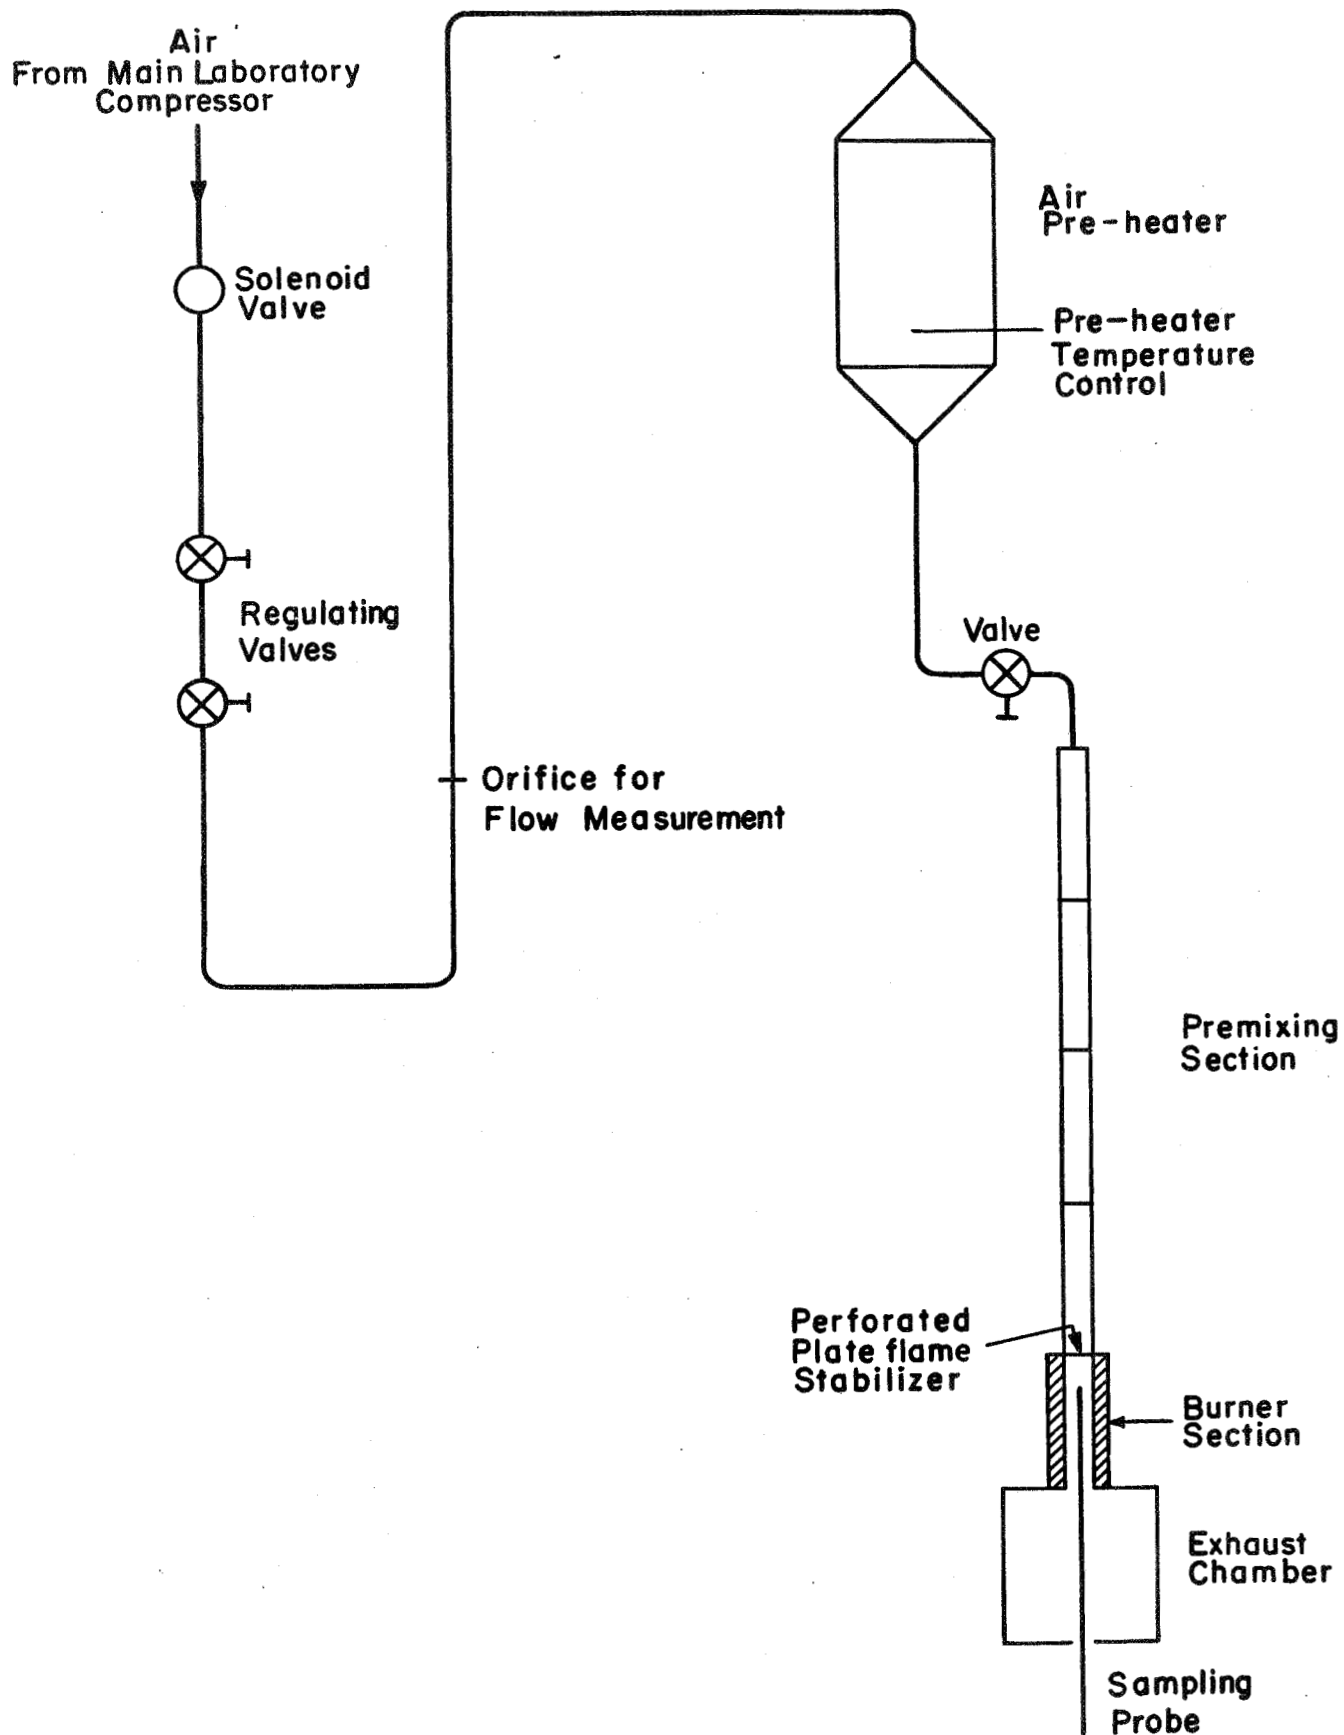 Air
From Main Laboratory
Compressor
Solenoid
Valve
Regulating
Valves
Orifice for
Flow Measurement
Air
Pre-heater
Pre-heater
Temperature
Control
Valve
Premixing
Section
Perforated
Plate flame
Stabilizer
Burner
Section
Exhaust
Chamber
Sampling
Probe